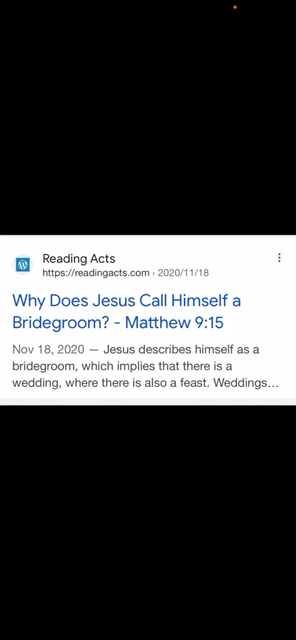 Reading Acts
https://readingacts.com › 2020/11/18
Why Does Jesus Call Himself a
Bridegroom? - Matthew 9:15
Nov 18, 2020 — Jesus describes himself as a
bridegroom, which implies that there is a
wedding, where there is also a feast. Weddings...